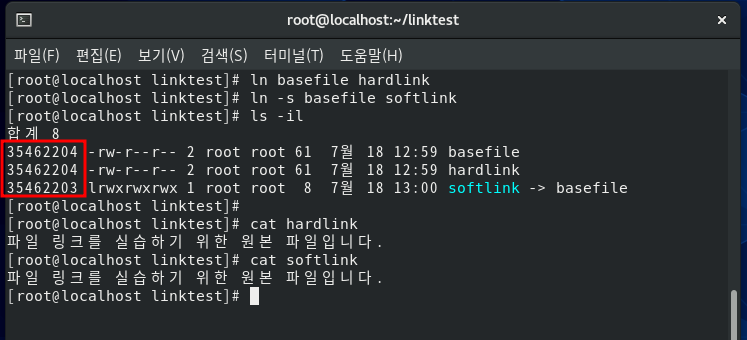 root@localhost:~/linktest
파일(F) 편집(E) 보기(V) 검색(S) 터미널(T) 도움말(H)
[root@localhost linktest]# ln basefile hardlink
[root@localhost linktest]# ln -s basefile softlink
[root@localhost linktest]# ls -il
합계 8
35462204 -rw-r--r-- 2 root root 61  7월 18 12:59 basefile
35462204 -rw-r--r-- 2 root root 61  7월 18 12:59 hardlink
35462203 lrwxrwxrwx 1 root root  8  7월 18 13:00 softlink -> basefile
[root@localhost linktest]#
[root@localhost linktest]# cat hardlink
파일 링크를 실습하기 위한 원본 파일입니다.
[root@localhost linktest]# cat softlink
파일 링크를 실습하기 위한 원본 파일입니다.
[root@localhost linktest]#